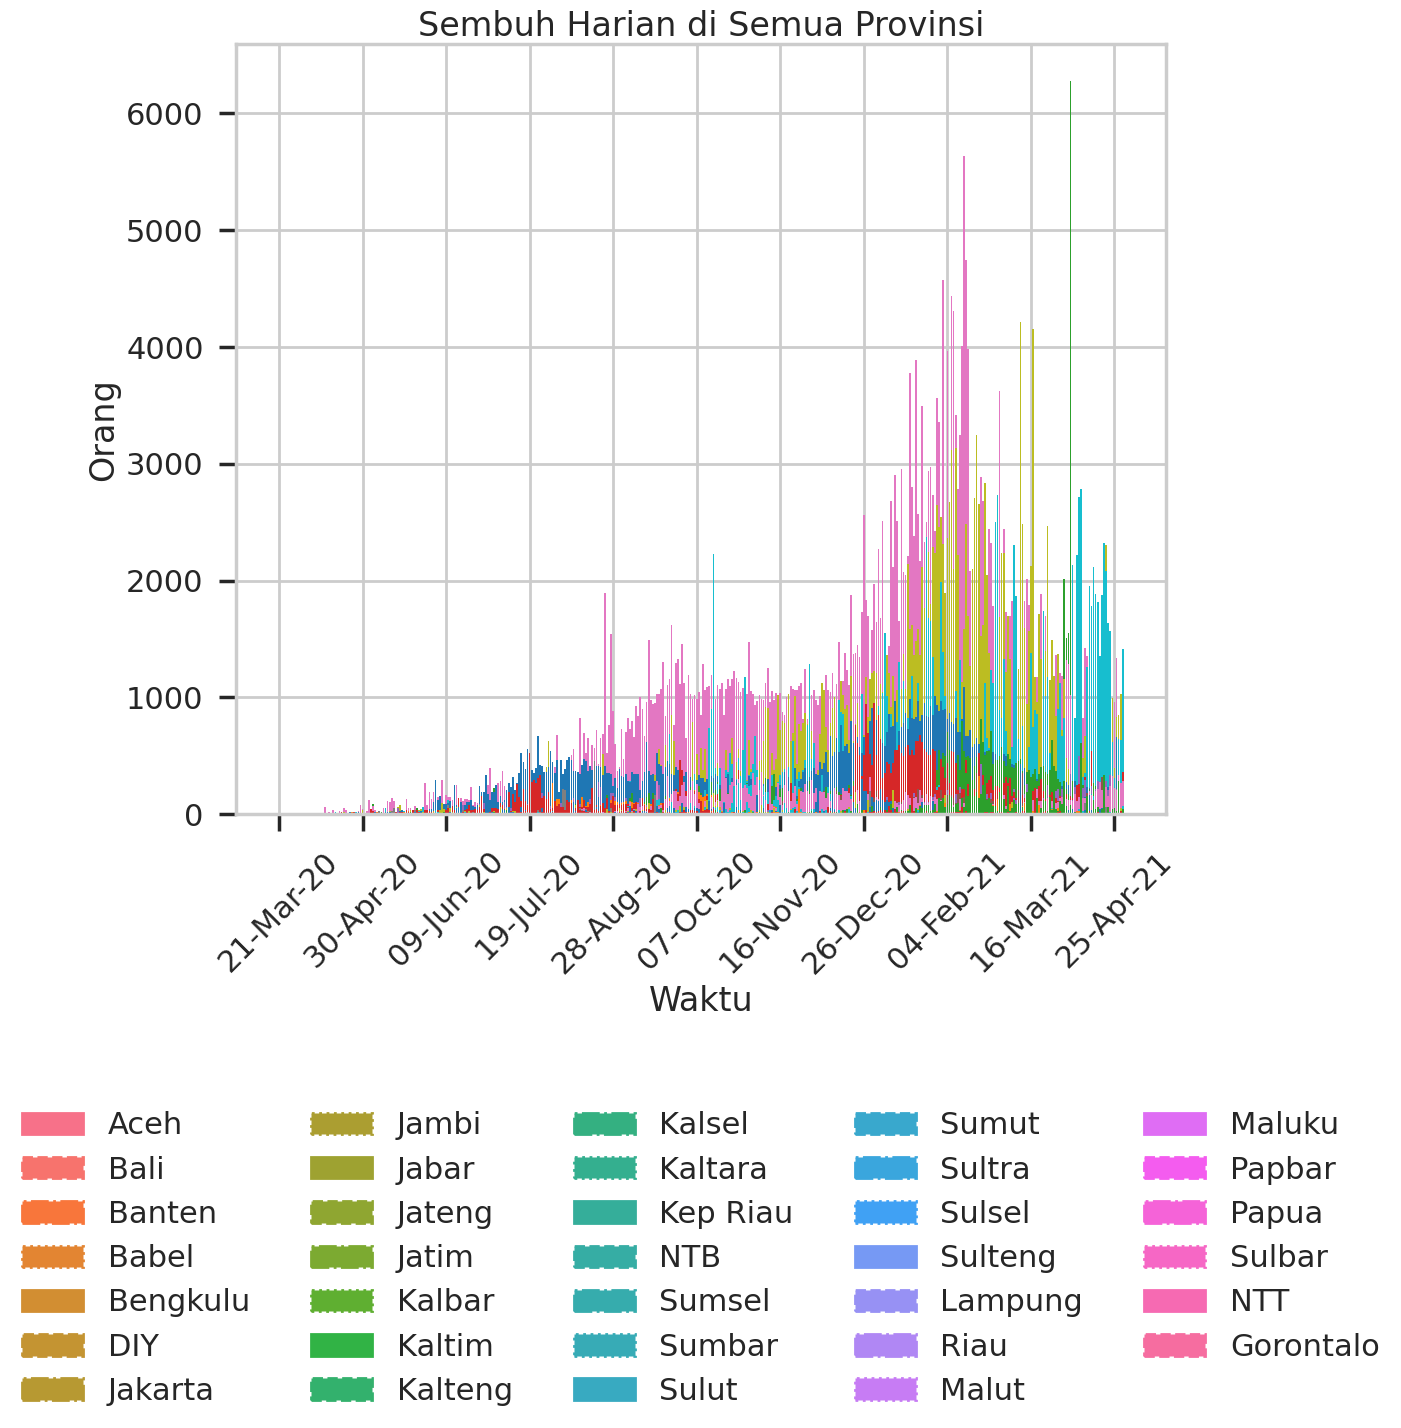 Sembuh Harian di Semua Provinsi
6000
5000
4000
3000
2000
1000
0
Orang
21-Mar-20
30-Apr-20
09-Jun-20
19-Jul-20
28-Aug-20
07-Oct-20
16-Nov-20
26-Dec-20
04-Feb-21
16-Mar-21
25-Apr-21
Waktu
Aceh
Bali
Banten
Babel
Bengkulu
DIY
Jakarta
Jambi
Jabar
Jateng
Jatim
Kalbar
Kaltim
Kalteng
Kalsel
Kaltara
Kep Riau
NTB
Sumsel
Sumbar
Sulut
Sumut
Sultra
Sulsel
Sulteng
Lampung
Riau
Malut
Maluku
Papbar
Papua
Sulbar
NTT
Gorontalo